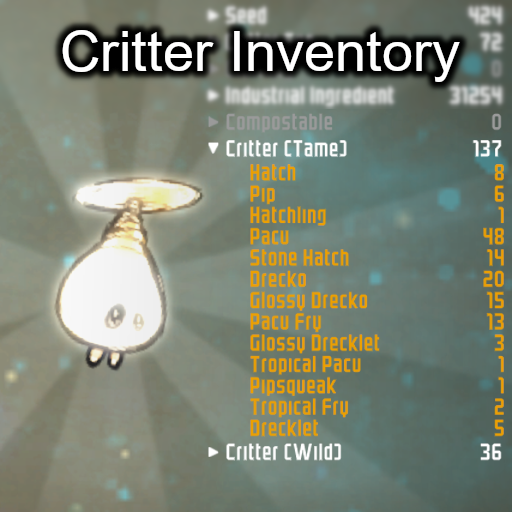 Seed 424
Critter Inventory
72
0
Industrial Ingredient 31254
Compostable 0
Critter (Tame) 137
Hatch 8
Pip 6
Hatchling 1
Pacu 48
Stone Hatch 14
Drecko 20
Glossy Drecko 15
Pacu Fry 13
Glossy Drecklet 3
Tropical Pacu 1
Pipsqueak 1
Tropical Fry 2
Drecklet 5
Critter (Wild) 36